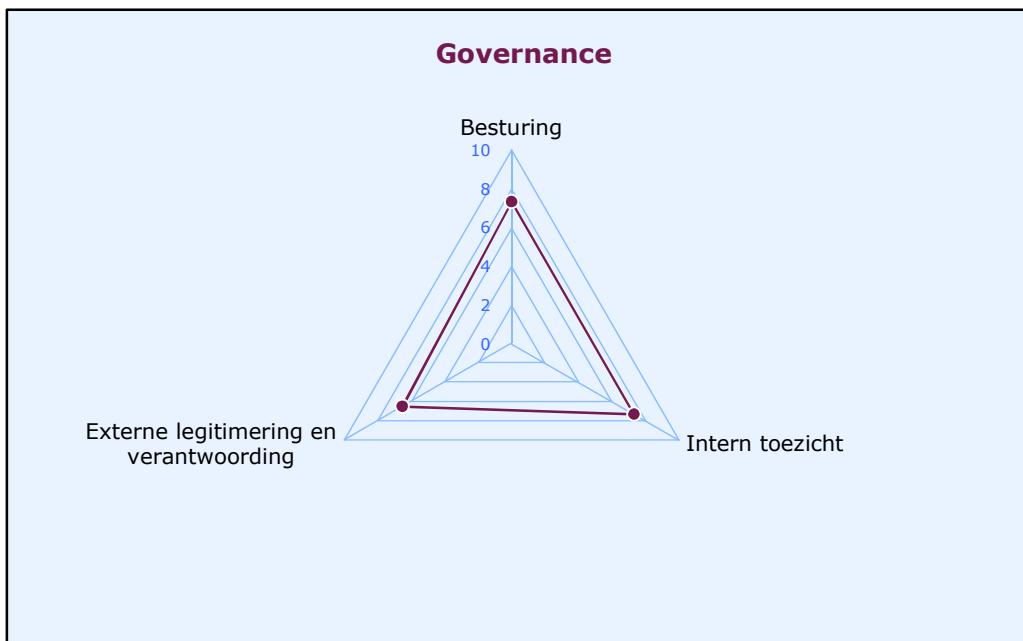 Governance
Besturing
10
8
6
4
2
0
Externe legitimering en
verantwoording
Intern toezicht